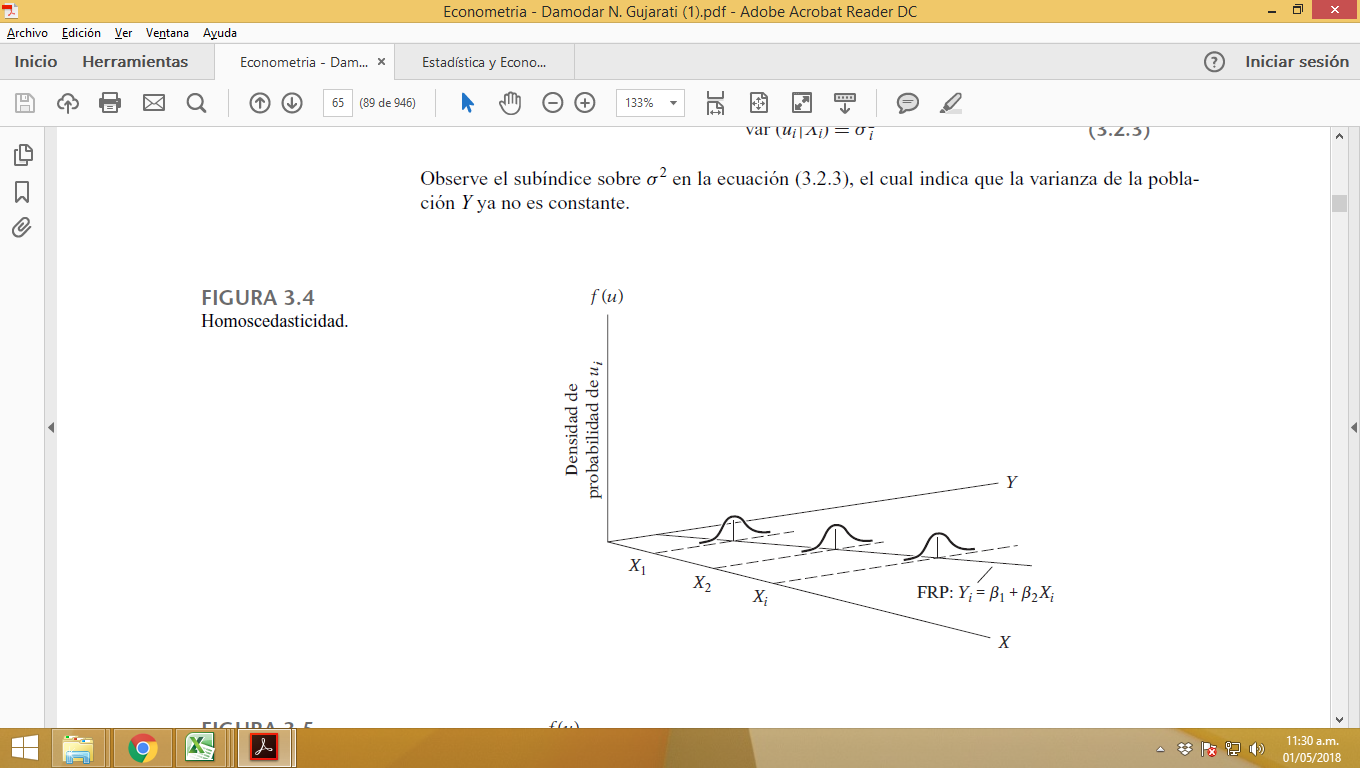 Econometria - Damodar N. Gujarati (1).pdf - Adobe Acrobat Reader DC
Archivo Edición Ver Ventana Ayuda
Inicio Herramientas Econometria - Dam... × Estadística y Econo... ? Iniciar sesión
65 (89 de 946) 133%
var (uᵢ|Xᵢ) = σᵢ² (3.2.3)
Observe el subíndice sobre σ² en la ecuación (3.2.3), el cual indica que la varianza de la pobla-
ción Y ya no es constante.
FIGURA 3.4
Homoscedasticidad.
f (u)
Densidad de
probabilidad de uᵢ
Y
X₁
X₂
Xᵢ
FRP: Yᵢ = β₁ + β₂Xᵢ
X
FIGURA 3.5
f(u)
11:30 a.m.
01/05/2018